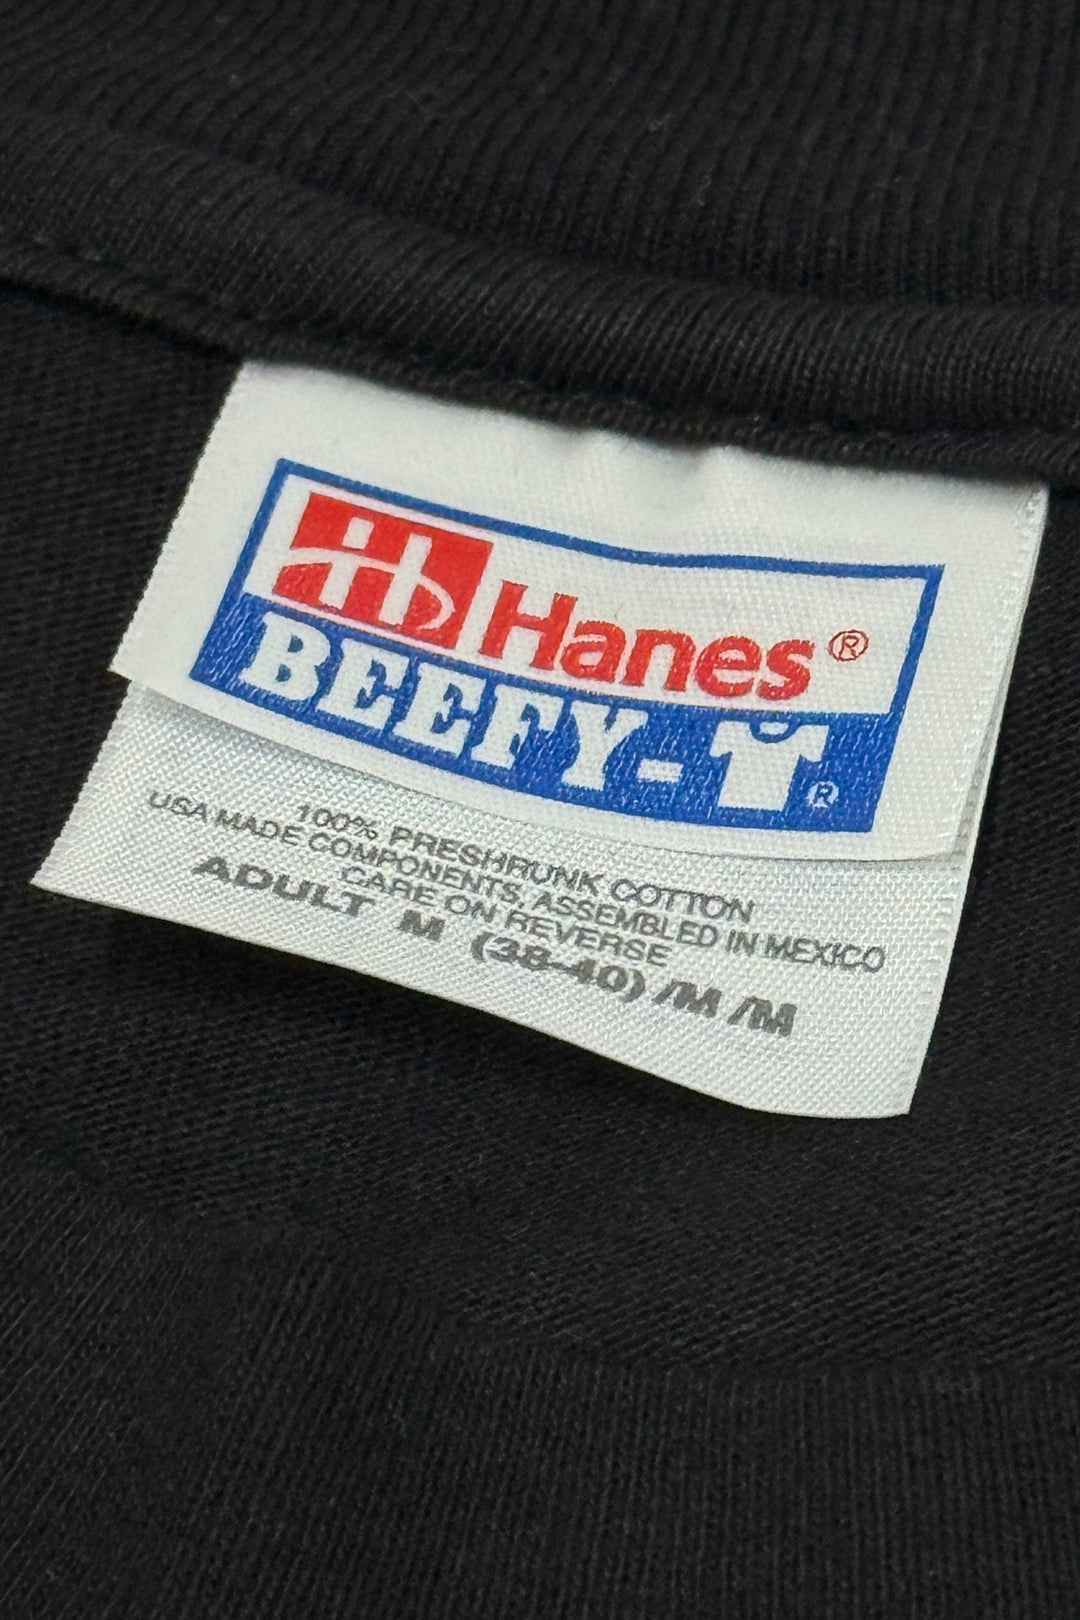 Hanes®
BEEFY-T®
100% PRESHRUNK COTTON
USA MADE COMPONENTS, ASSEMBLED IN MEXICO
CARE ON REVERSE
ADULT M (38-40) /M /M